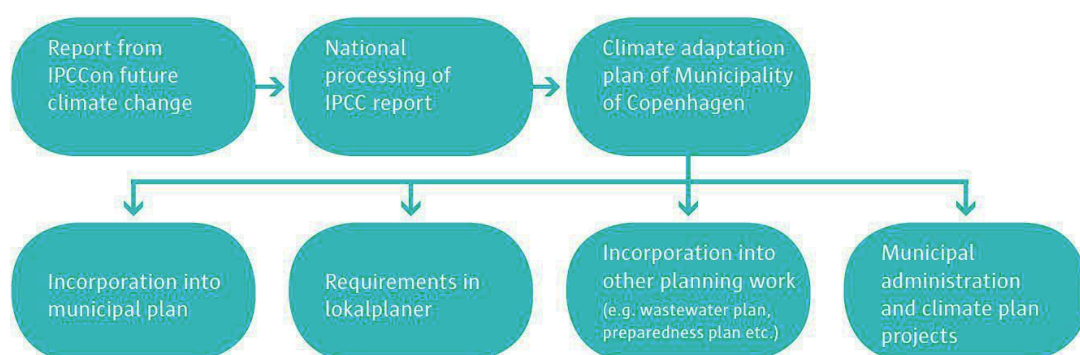 Report from
IPCCon future
climate change
National
processing of
IPCC report
Climate adaptation
plan of Municipality
of Copenhagen
Incorporation into
municipal plan
Requirements in
lokalplaner
Incorporation into
other planning work
(e.g. wastewater plan,
preparedness plan etc.)
Municipal
administration
and climate plan
projects